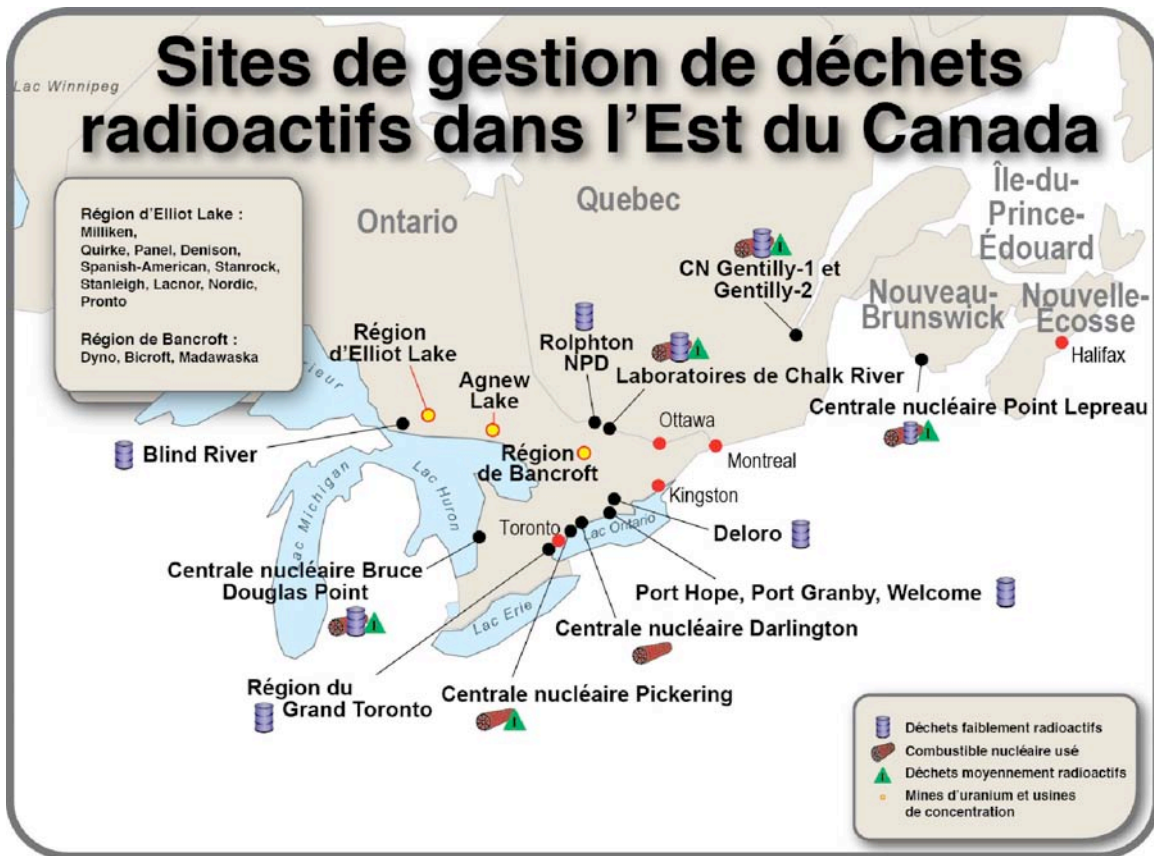 Sites de gestion de déchets
radioactifs dans l'Est du Canada
Lac Winnipeg
Région d'Elliot Lake :
Milliken,
Quirke, Panel, Denison,
Spanish-American, Stanrock,
Stanleigh, Lacnor, Nordic,
Pronto
Région de Bancroft :
Dyno, Bicroft, Madawaska
Ontario
Quebec
Île-du-
Prince-
Édouard
Nouveau-
Brunswick
Nouvelle-
Ecosse
Halifax
CN Gentilly-1 et
Gentilly-2
Région
d'Elliot Lake
Agnew
Lake
Rolphton
NPD
Laboratoires de Chalk River
Centrale nucléaire Point Lepreau
rieur
Blind River
Région
de Bancroft
Ottawa
Montreal
Kingston
Lac Michigan
Lac Huron
Toronto
Lac Ontario
Deloro
Centrale nucléaire Bruce
Douglas Point
Port Hope, Port Granby, Welcome
Lac Erie
Centrale nucléaire Darlington
Région du
Grand Toronto
Centrale nucléaire Pickering
Déchets faiblement radioactifs
Combustible nucléaire usé
Déchets moyennement radioactifs
Mines d'uranium et usines
de concentration